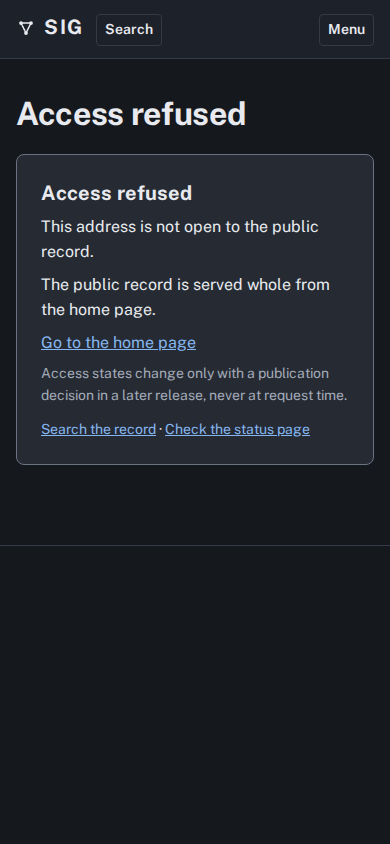 SIG
Search
Menu
Access refused
Access refused
This address is not open to the public
record.
The public record is served whole from
the home page.
Go to the home page
Access states change only with a publication
decision in a later release, never at request time.
Search the record · Check the status page